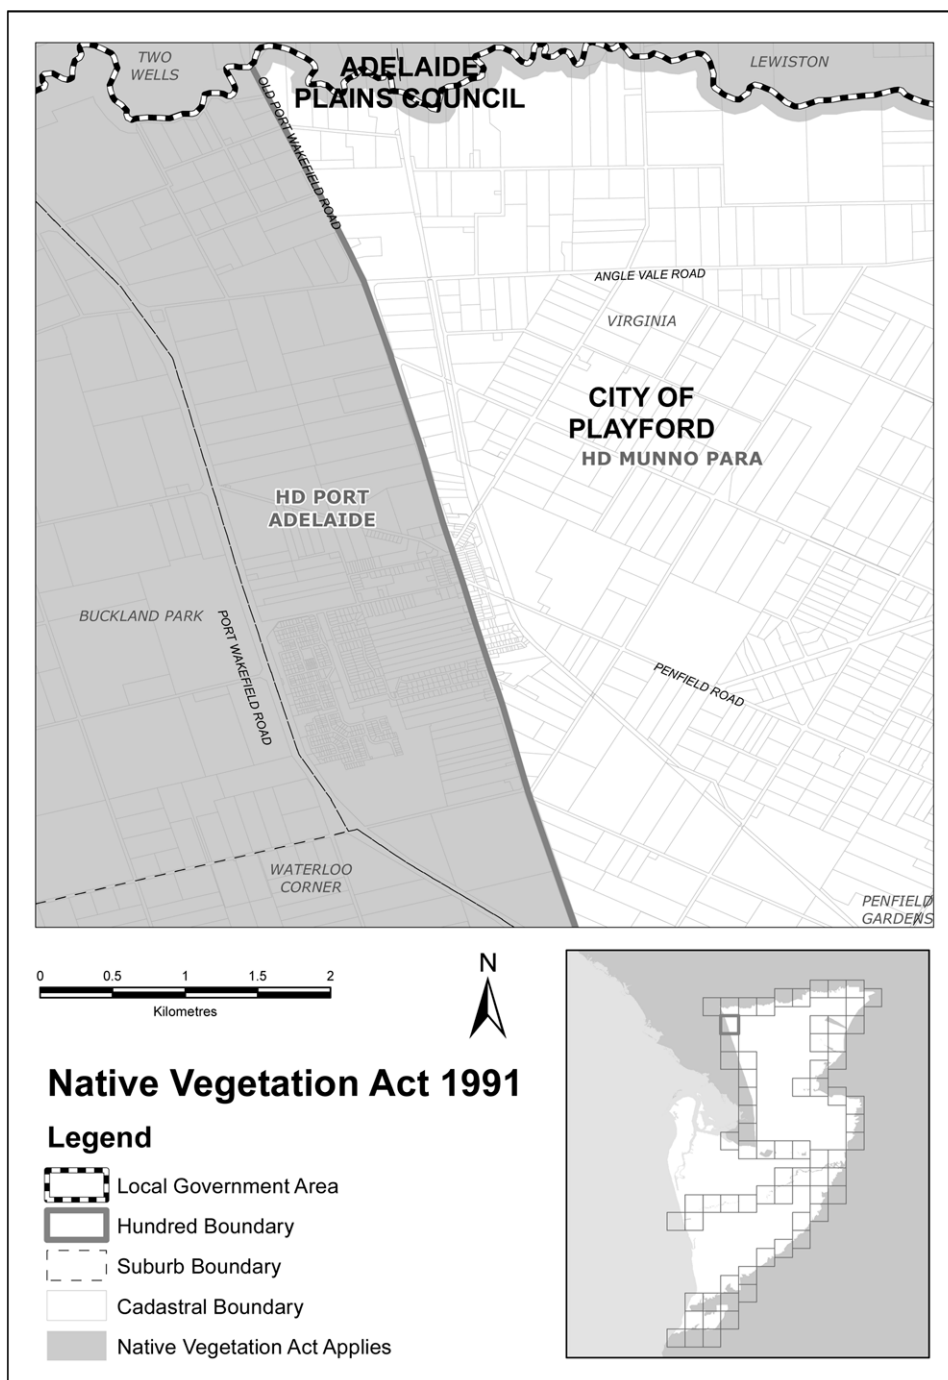 TWO
WELLS
ADELAIDE
PLAINS COUNCIL
LEWISTON
OLD PORT WAKEFIELD ROAD
ANGLE VALE ROAD
VIRGINIA
CITY OF
PLAYFORD
HD MUNNO PARA
HD PORT
ADELAIDE
BUCKLAND PARK
PORT WAKEFIELD ROAD
PENFIELD ROAD
WATERLOO
CORNER
PENFIELD
GARDENS
0 0.5 1 1.5 2
Kilometres
N
Native Vegetation Act 1991
Legend
Local Government Area
Hundred Boundary
Suburb Boundary
Cadastral Boundary
Native Vegetation Act Applies